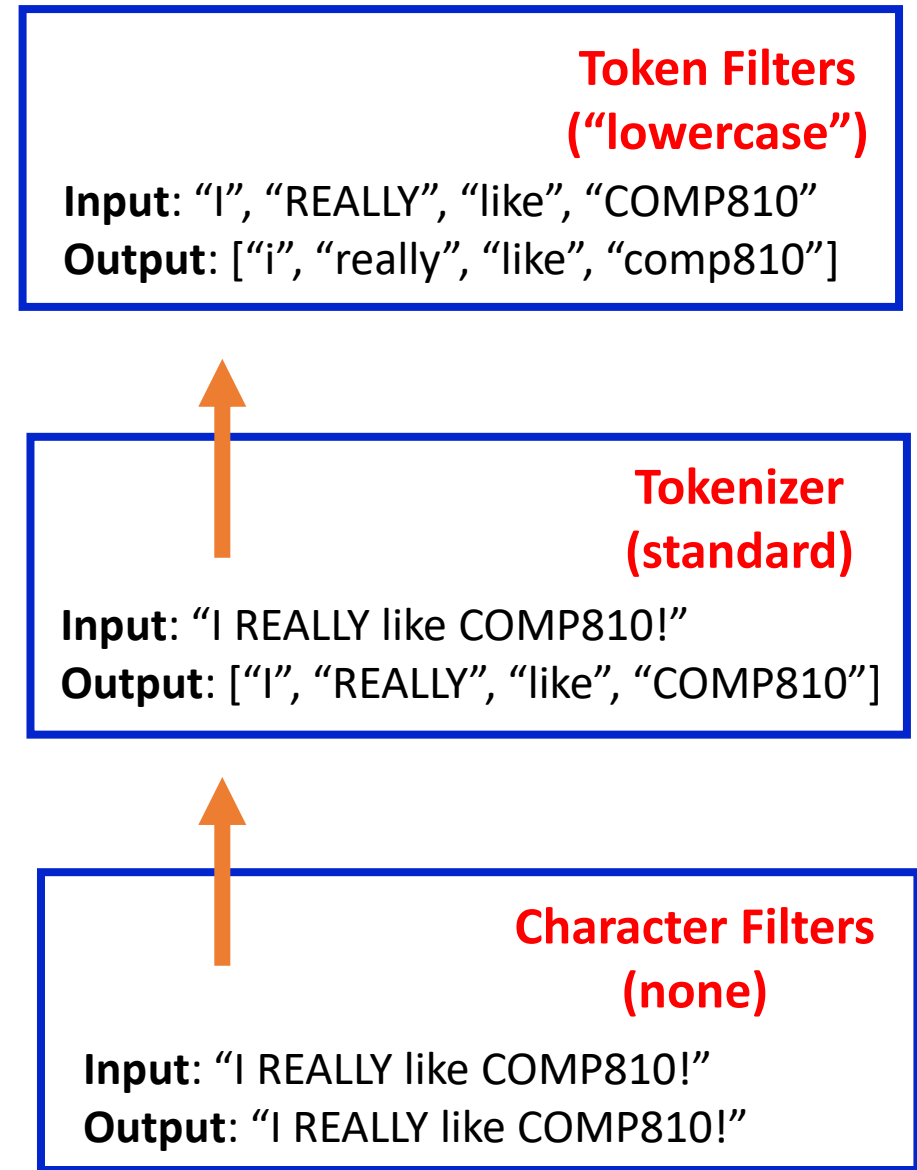 Token Filters
(“lowercase”)
Input: “I”, “REALLY”, “like”, “COMP810”
Output: [“i”, “really”, “like”, “comp810”]
Tokenizer
(standard)
Input: “I REALLY like COMP810!”
Output: [“I”, “REALLY”, “like”, “COMP810”]
Character Filters
(none)
Input: “I REALLY like COMP810!”
Output: “I REALLY like COMP810!”